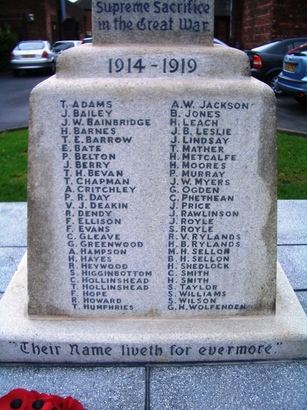 Supreme Sacrifice
in the Great War.
1914-1919
T. ADAMS
J. BAILEY
J. W. BAINBRIDGE
H. BARNES
T. E. BARROW
E. BATE
P. BELTON
J. BERRY
T. H. BEVAN
T. CHAPMAN
A. CRITCHLEY
P. R. DAY
V. J. DEAKIN
R. DENDY
F. ELLISON
F. EVANS
C. GLEAVE
G. GREENWOOD
A. HAMPSON
H. HAYES
R. HEYWOOD
S. HIGGINBOTTOM
C. HOLLINSHEAD
T. HOLLINSHEAD
F. HOPE
R. HOWARD
T. HUMPHRIES
A. W. JACKSON
B. JONES
H. LEACH
J. B. LESLIE
J. LINDSAY
T. MATHER
H. METCALFE
H. MOORES
P. MURRAY
J. W. MYERS
G. OGDEN
C. PHETHEAN
J. PRICE
J. RAWLINSON
J. ROYLE
S. ROYLE
R. V. RYLANDS
H. B. RYLANDS
M. H. SELLON
B. H. SELLON
H. SHEDLOCK
C. SMITH
H. SMITH
S. TAYLOR
S. WILLIAMS
S. WILSON
G. H. WOLFENDEN
"Their Name liveth for evermore."